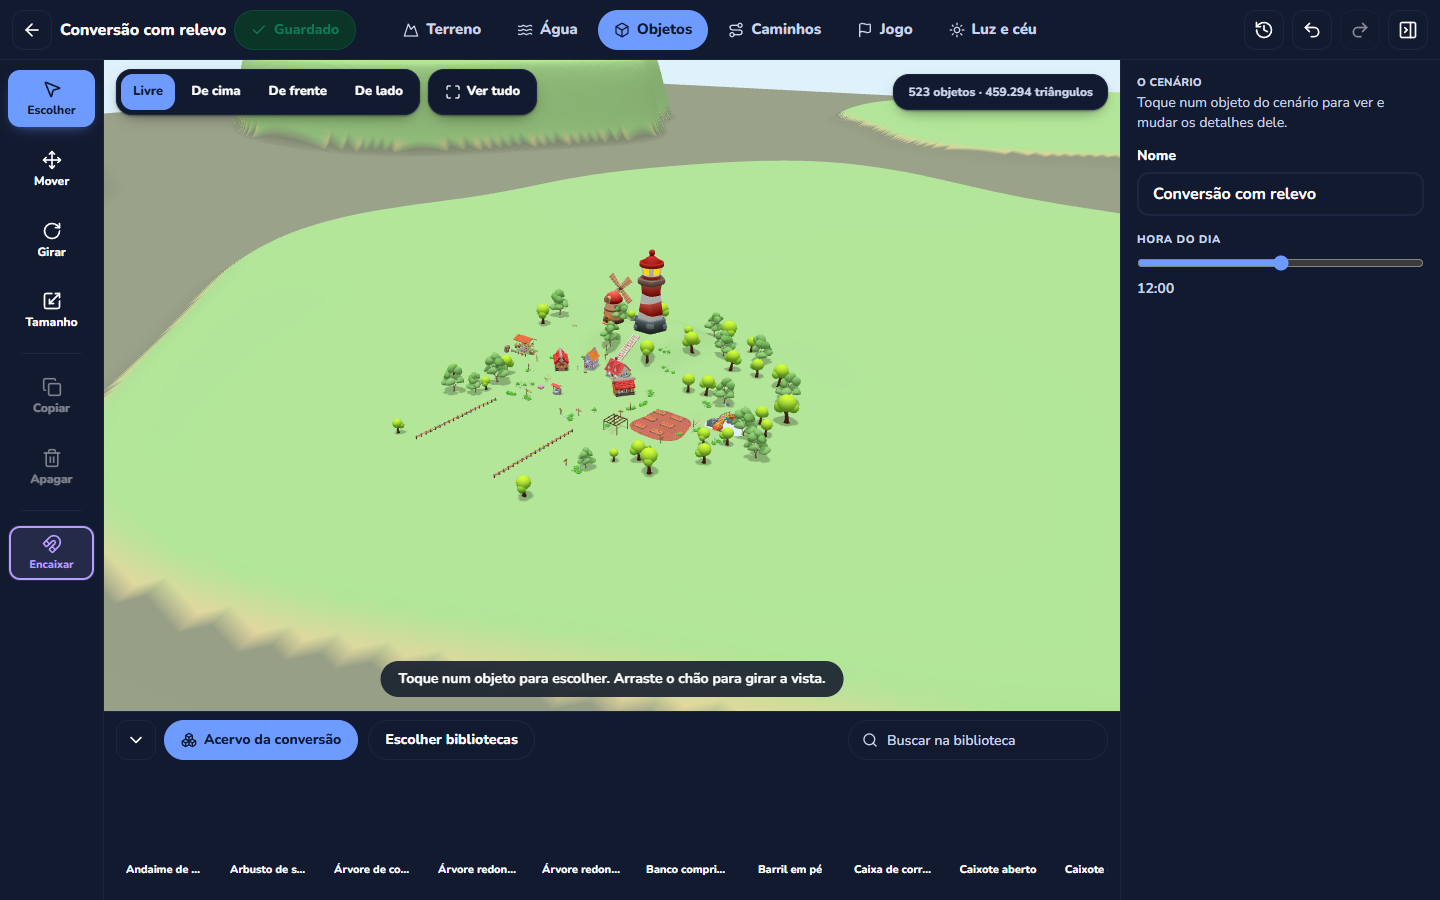 Conversão com relevo
Guardado
Terreno
Água
Objetos
Caminhos
Jogo
Luz e céu
Escolher
Mover
Girar
Tamanho
Copiar
Apagar
Encaixar
Livre
De cima
De frente
De lado
Ver tudo
523 objetos · 459.294 triângulos
Toque num objeto para escolher. Arraste o chão para girar a vista.
O CENÁRIO
Toque num objeto do cenário para ver e
mudar os detalhes dele.
Nome
Conversão com relevo
HORA DO DIA
12:00
Acervo da conversão
Escolher bibliotecas
Buscar na biblioteca
Andaime de ...
Arbusto de s...
Árvore de co...
Árvore redon...
Árvore redon...
Banco compri...
Barril em pé
Caixa de corr...
Caixote aberto
Caixote